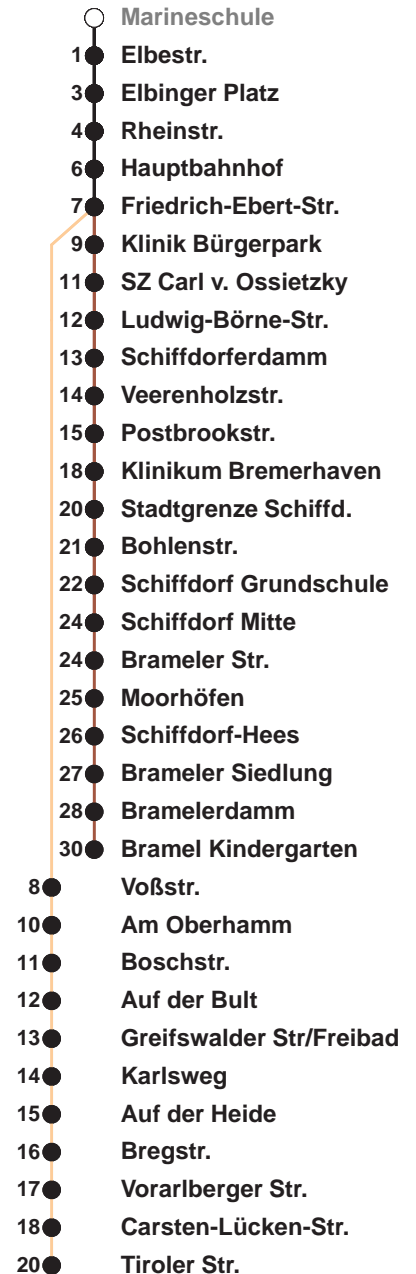 Marineschule
1 Elbestr.
3 Elbinger Platz
4 Rheinstr.
6 Hauptbahnhof
7 Friedrich-Ebert-Str.
9 Klinik Bürgerpark
11 SZ Carl v. Ossietzky
12 Ludwig-Börne-Str.
13 Schiffdorferdamm
14 Veerenholzstr.
15 Postbrookstr.
18 Klinikum Bremerhaven
20 Stadtgrenze Schiffd.
21 Bohlenstr.
22 Schiffdorf Grundschule
24 Schiffdorf Mitte
24 Brameler Str.
25 Moorhöfen
26 Schiffdorf-Hees
27 Brameler Siedlung
28 Bramelerdamm
30 Bramel Kindergarten
8 Voßstr.
10 Am Oberhamm
11 Boschstr.
12 Auf der Bult
13 Greifswalder Str/Freibad
14 Karlsweg
15 Auf der Heide
16 Bregstr.
17 Vorarlberger Str.
18 Carsten-Lücken-Str.
20 Tiroler Str.